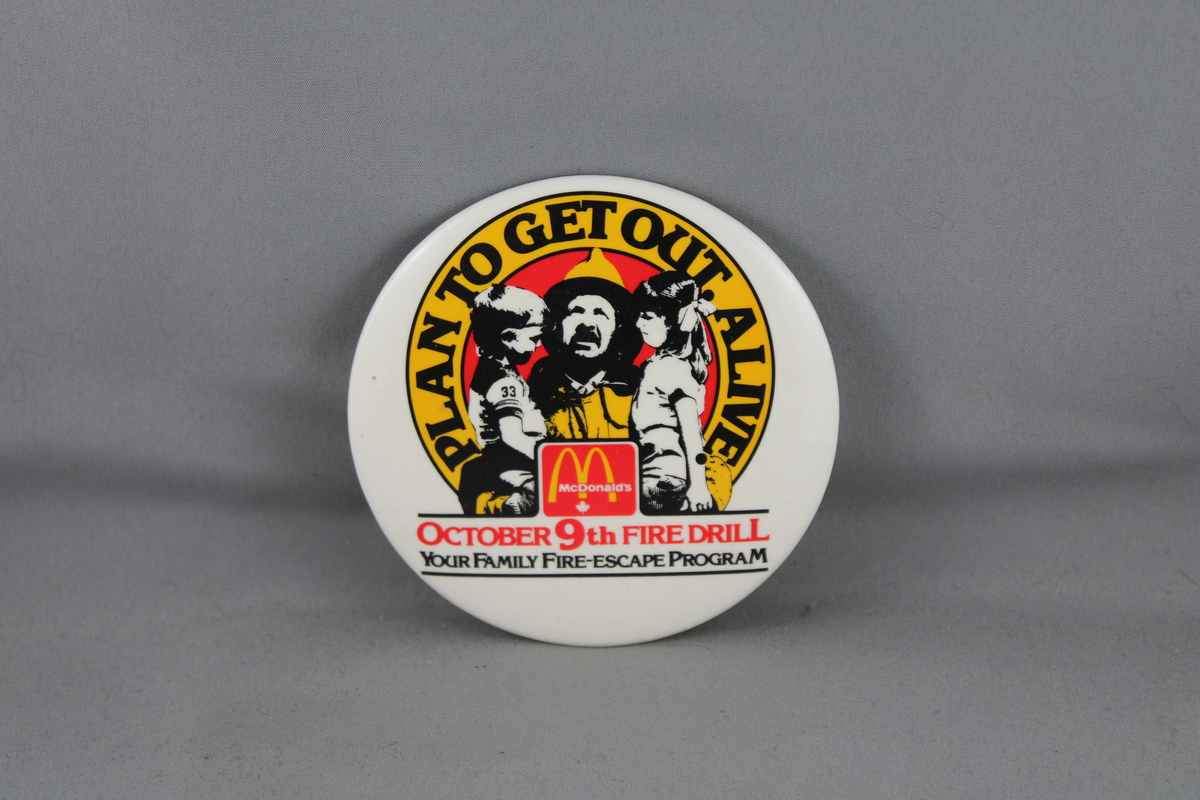 PLAN TO GET OUT. ALIVE
33
McDonald's
OCTOBER 9th FIRE DRILL
YOUR FAMILY FIRE-ESCAPE PROGRAM